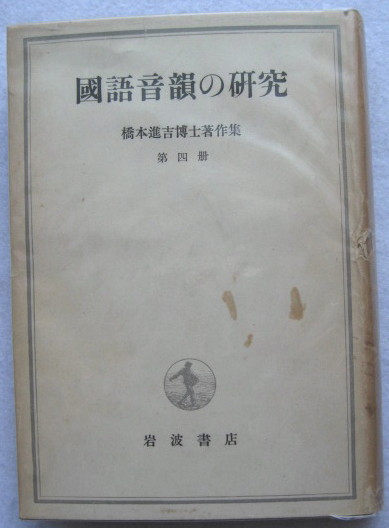 國語音韻の研究
橋本進吉博士著作集
第四册
岩波書店